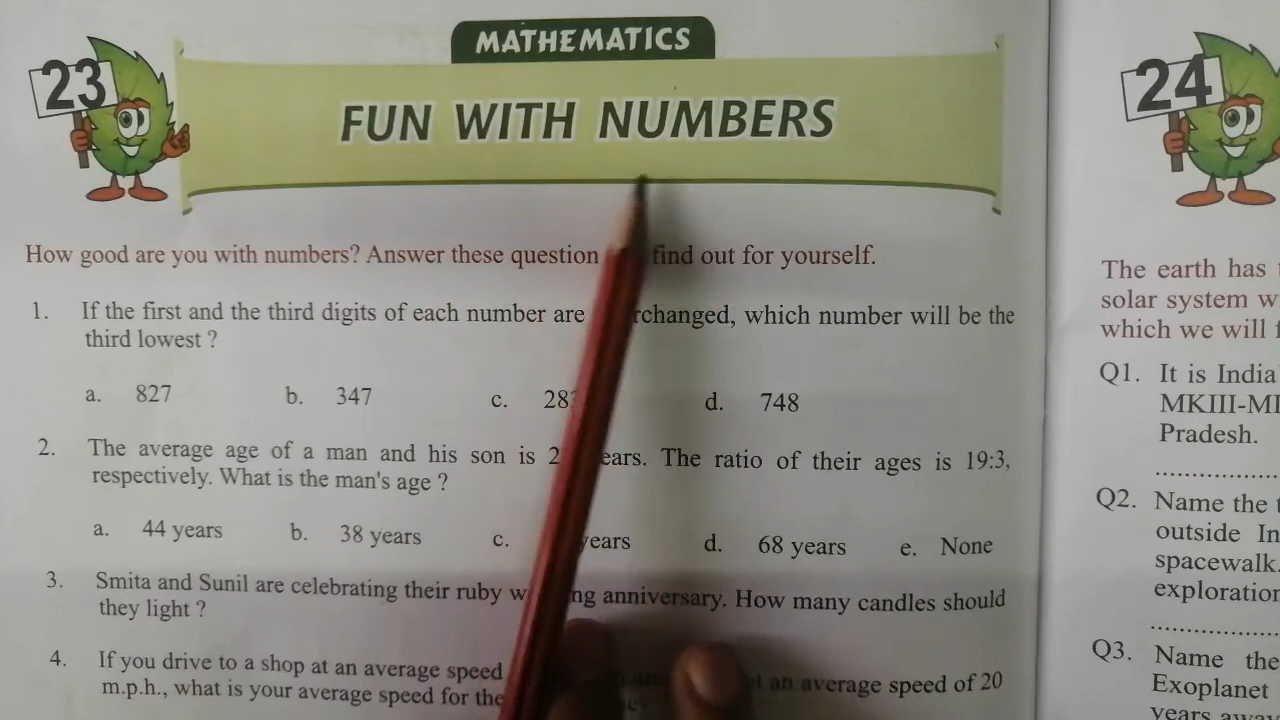 MATHEMATICS
23
FUN WITH NUMBERS
How good are you with numbers? Answer these question find out for yourself.
1. If the first and the third digits of each number are rchanged, which number will be the
third lowest ?
a. 827 b. 347 c. 28 d. 748
2. The average age of a man and his son is 2 ears. The ratio of their ages is 19:3,
respectively. What is the man's age ?
a. 44 years b. 38 years c. years d. 68 years e. None
3. Smita and Sunil are celebrating their ruby w ng anniversary. How many candles should
they light ?
4. If you drive to a shop at an average speed an average speed of 20
m.p.h., what is your average speed for the
24
The earth has
solar system w
which we will
Q1. It is India
MKIII-M
Pradesh.
Q2. Name the
outside In
spacewalk.
exploration
Q3. Name the
Exoplanet
years awa